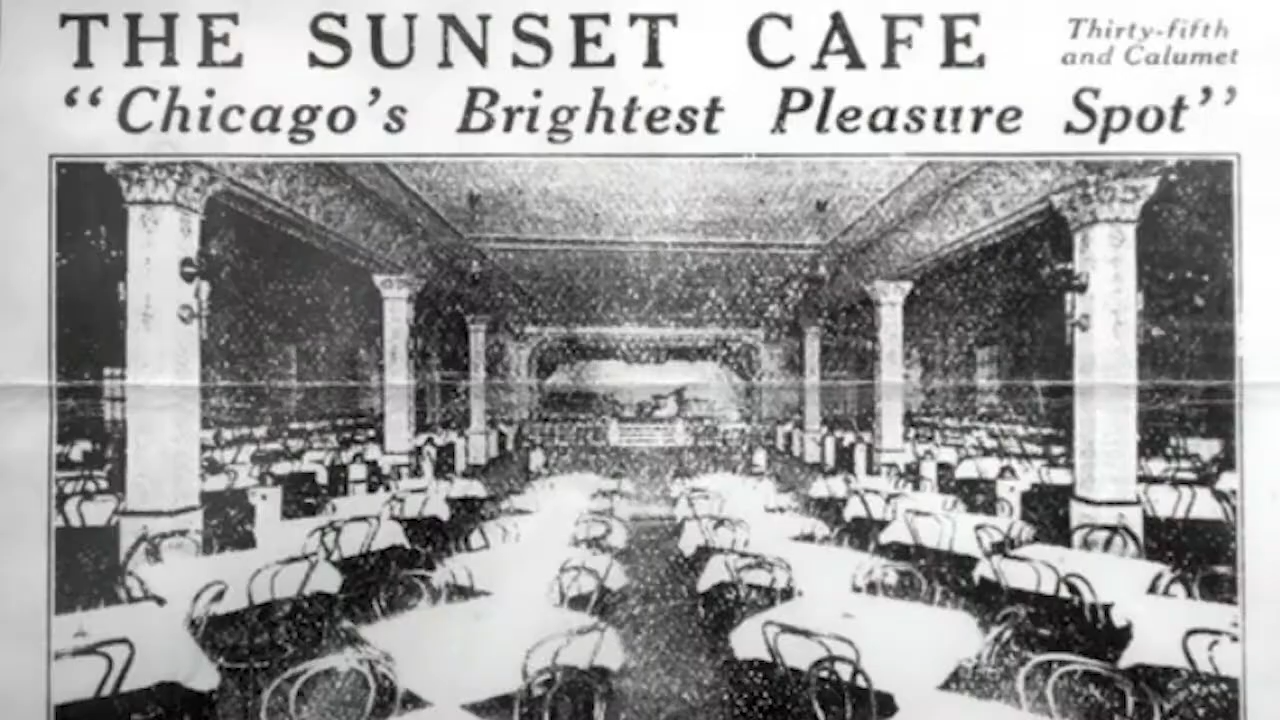 THE SUNSET CAFE
Thirty-fifth
and Calumet
"Chicago's Brightest Pleasure Spot"